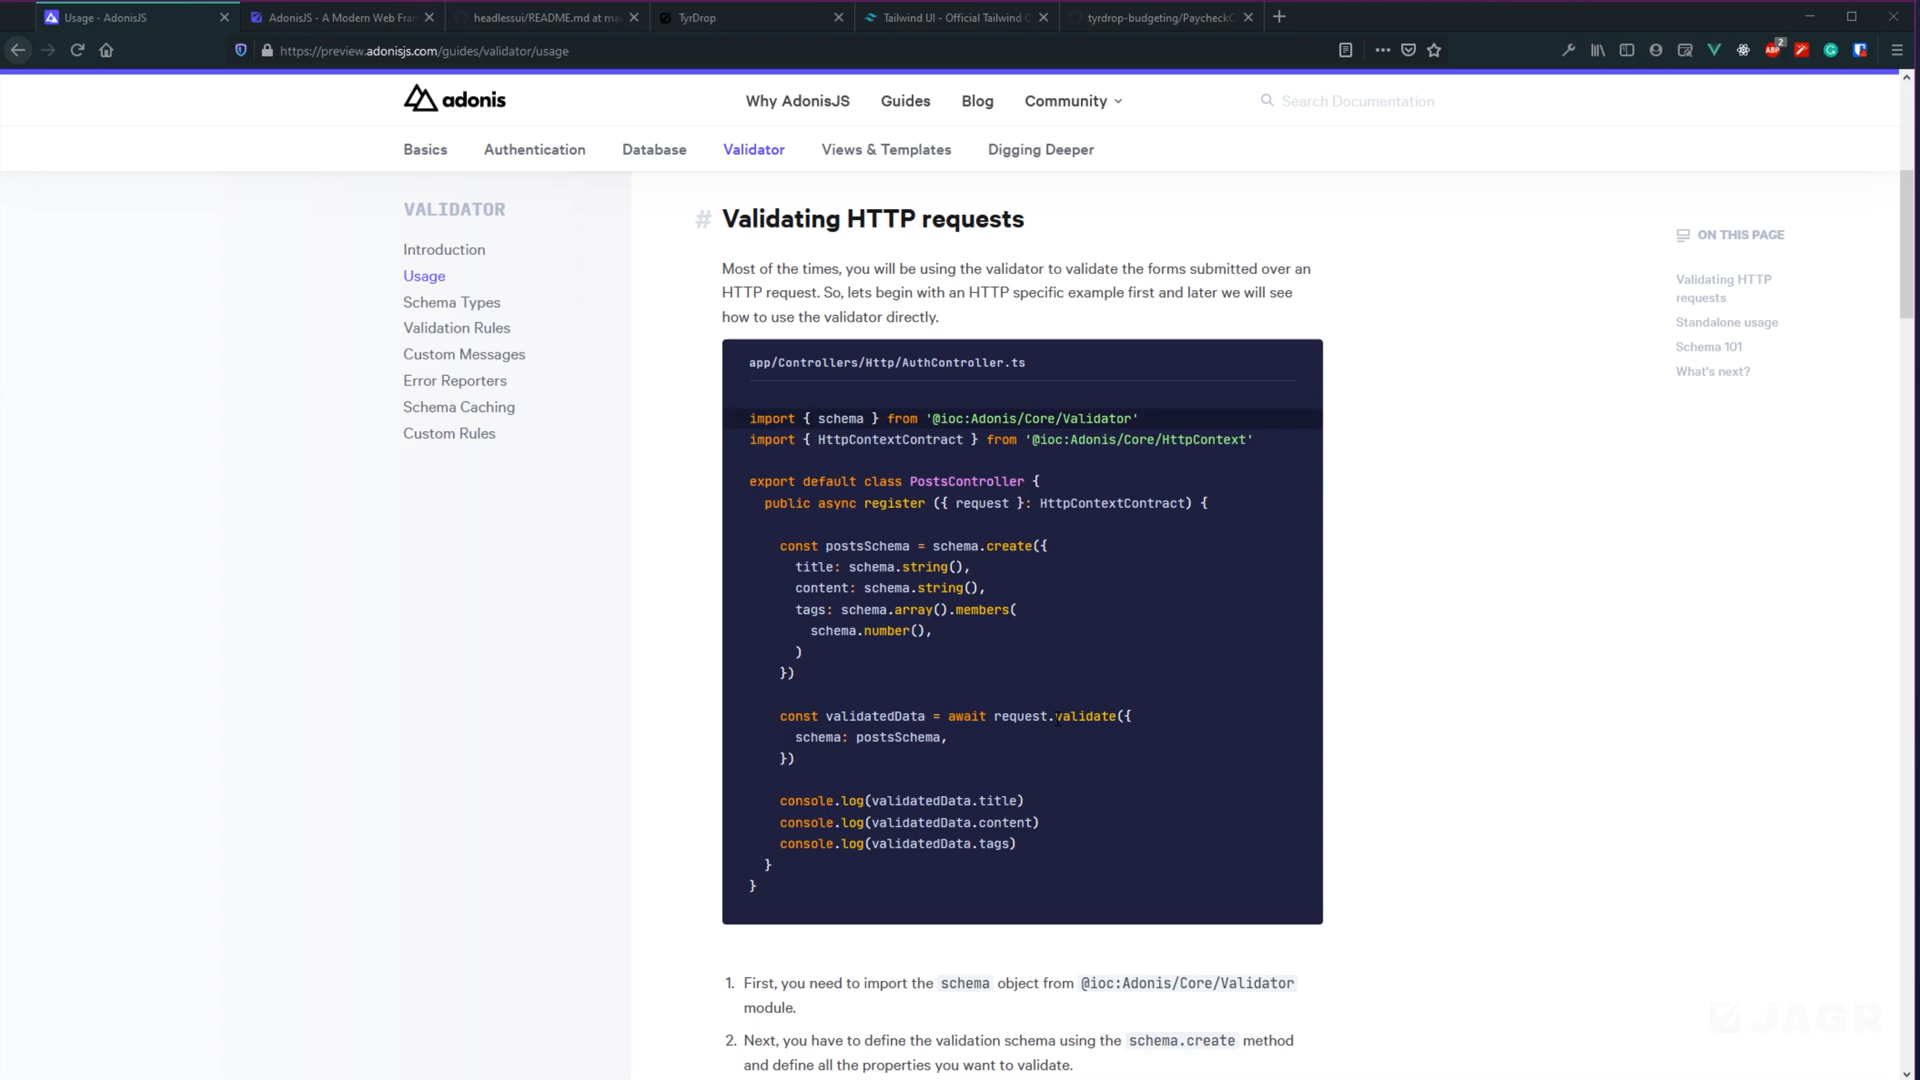 Usage - AdonisJS
AdonisJS - A Modern Web Fra
headlessui/README.md at ma
TyrDrop
Tailwind UI - Official Tailwind C
tyrdrop-budgeting/PaycheckC
https://preview.adonisjs.com/guides/validator/usage
ABP
2
adonis
Why AdonisJS
Guides
Blog
Community
Search Documentation
Basics
Authentication
Database
Validator
Views & Templates
Digging Deeper
VALIDATOR
Introduction
Usage
Schema Types
Validation Rules
Custom Messages
Error Reporters
Schema Caching
Custom Rules
# Validating HTTP requests
Most of the times, you will be using the validator to validate the forms submitted over an
HTTP request. So, lets begin with an HTTP specific example first and later we will see
how to use the validator directly.
app/Controllers/Http/AuthController.ts
import { schema } from '@ioc:Adonis/Core/Validator'
import { HttpContextContract } from '@ioc:Adonis/Core/HttpContext'
export default class PostsController {
public async register ({ request }: HttpContextContract) {
const postsSchema = schema.create({
title: schema.string(),
content: schema.string(),
tags: schema.array().members(
schema.number(),
)
})
const validatedData = await request.validate({
schema: postsSchema,
})
console.log(validatedData.title)
console.log(validatedData.content)
console.log(validatedData.tags)
}
}
1. First, you need to import the schema object from @ioc:Adonis/Core/Validator
module.
2. Next, you have to define the validation schema using the schema.create method
and define all the properties you want to validate.
ON THIS PAGE
Validating HTTP
requests
Standalone usage
Schema 101
What's next?
JAGR